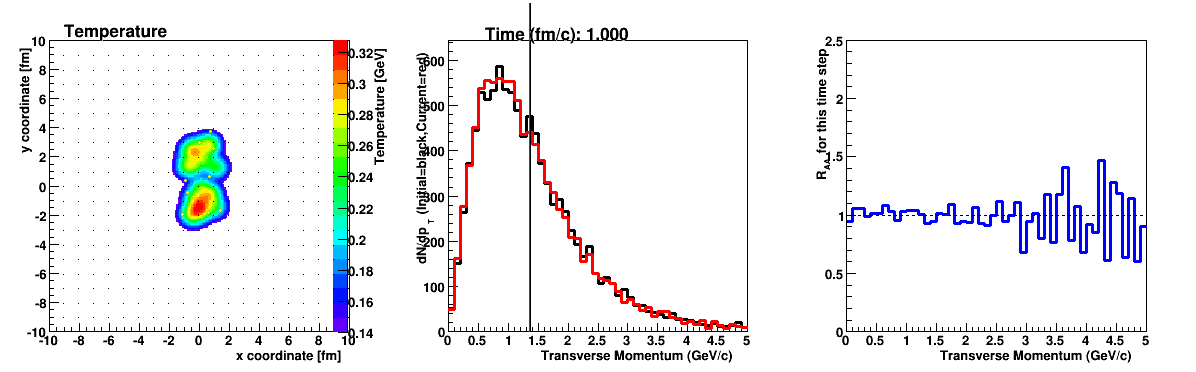 Temperature
y coordinate [fm]
10
8
6
4
2
0
-2
-4
-6
-8
-10
-10 -8 -6 -4 -2 0 2 4 6 8 10
x coordinate [fm]
0.32
0.3
0.28
0.26
0.24
0.22
0.2
0.18
0.16
0.14
Temperature [GeV]
Time (fm/c): 1.000
dN/dp T (Initial=black,Current=red)
600
500
400
300
200
100
0
0 0.5 1 1.5 2 2.5 3 3.5 4 4.5 5
Transverse Momentum (GeV/c)
R AA for this time step
2.5
2
1.5
1
0.5
0
0 0.5 1 1.5 2 2.5 3 3.5 4 4.5 5
Transverse Momentum (GeV/c)